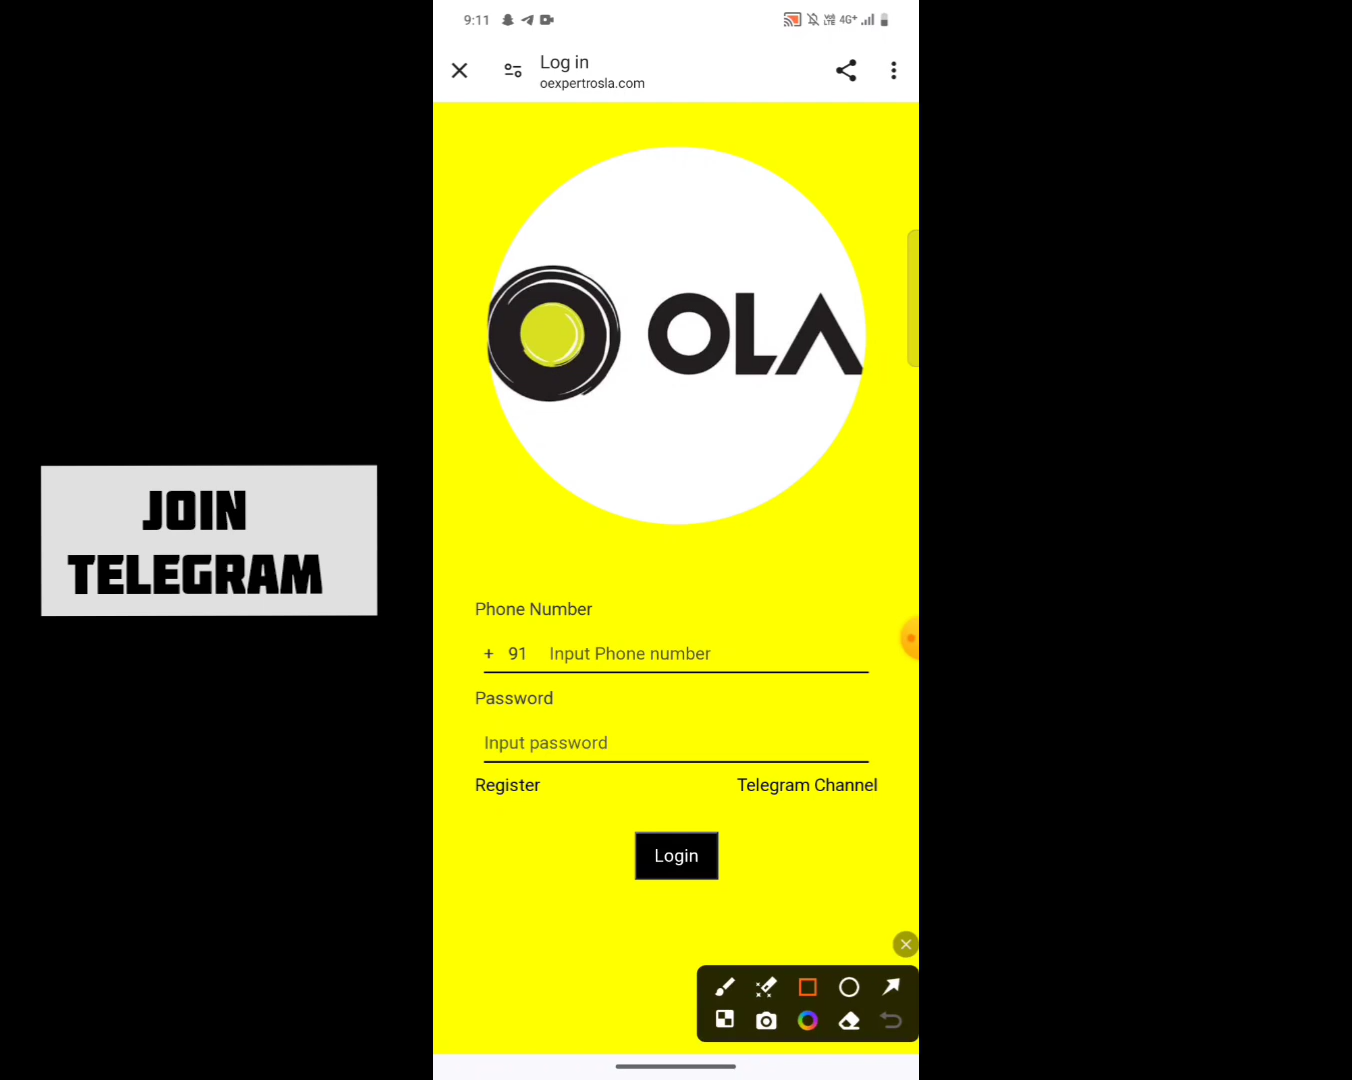 9:11
4G+
Log in
oexpertrosla.com
OLA
JOIN
TELEGRAM
Phone Number
+ 91 Input Phone number
Password
Input password
Register Telegram Channel
Login